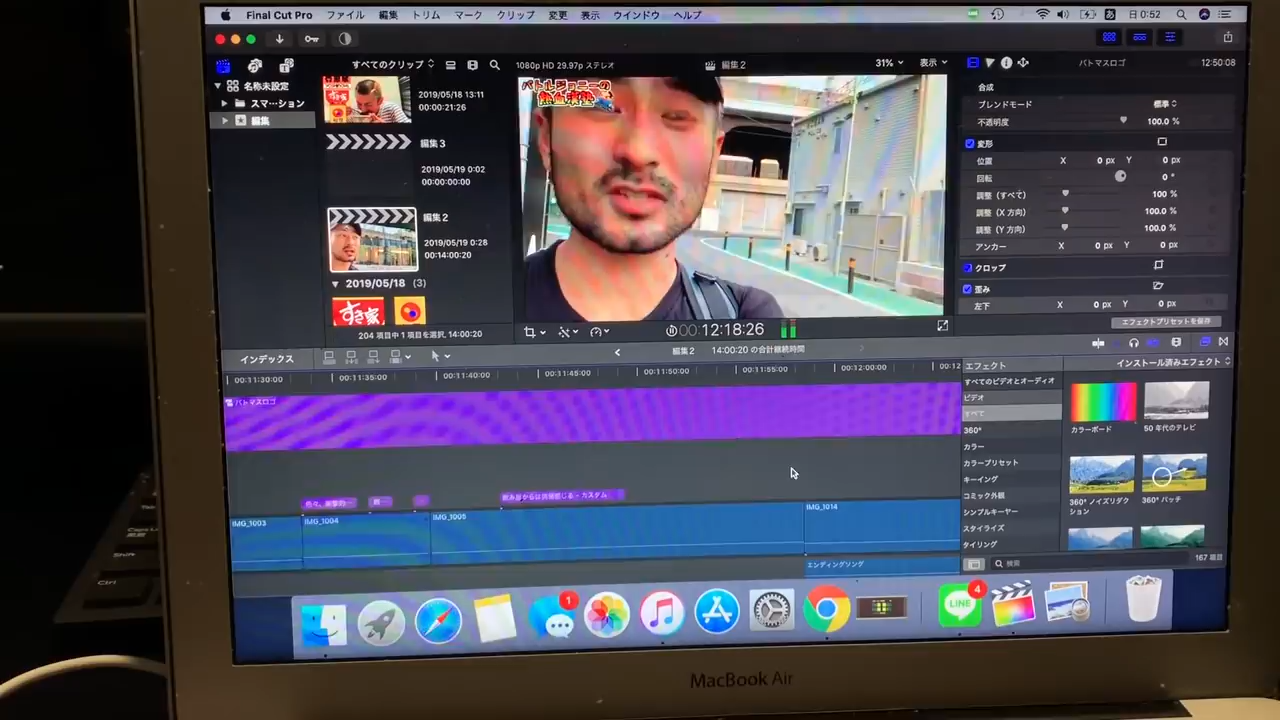 Final Cut Pro ファイル 編集 トリム マーク クリップ 変更 表示 ウインドウ ヘルプ
日 0:52
すべてのクリップ
1080p HD 29.97p ステレオ
編集 2
31%
表示
バトマスロゴ
12:50:08
名称未設定
スマ⋯ション
編集
2019/05/18 13:11
00:00:21:26
編集 3
2019/05/19 0:02
00:00:00:00
編集 2
2019/05/19 0:28
00:14:00:20
2019/05/18 (3)
すき家
204 項目中 1 項目を選択, 14:00:20
バトルジョニーの
合成
ブレンドモード 標準
不透明度 100.0 %
変形
位置 X 0 px Y 0 px
回転 0 °
調整 (すべて) 100 %
調整 (X 方向) 100.0 %
調整 (Y 方向) 100.0 %
アンカー X 0 px Y 0 px
クロップ
歪み
左下 X 0 px Y 0 px
エフェクトプリセットを保存
00:12:18:26
インデックス
編集 2 14:00:20 の合計継続時間
00:11:30:00 00:11:35:00 00:11:40:00 00:11:45:00 00:11:50:00 00:11:55:00 00:12:00:00 00:12
バトマスロゴ
IMG_1003
IMG_1004
IMG_1005
IMG_1014
エンディングソング
エフェクト
インストール済みエフェクト
すべてのビデオとオーディオ
ビデオ
すべて
360°
カラー
カラープリセット
キーイング
コミック外観
シンプルキーヤー
スタイライズ
タイリング
カラーボード
50 年代のテレビ
360° ノイズリダクション
360° パッチ
検索
167 項目
1
LINE
4
MacBook Air
Ctrl